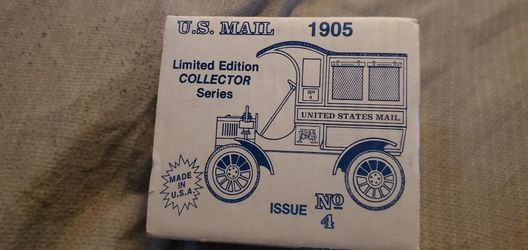 U.S. MAIL 1905
Limited Edition
COLLECTOR
Series
No
4
UNITED STATES MAIL
MADE
IN
U.S.A.
ISSUE No
4